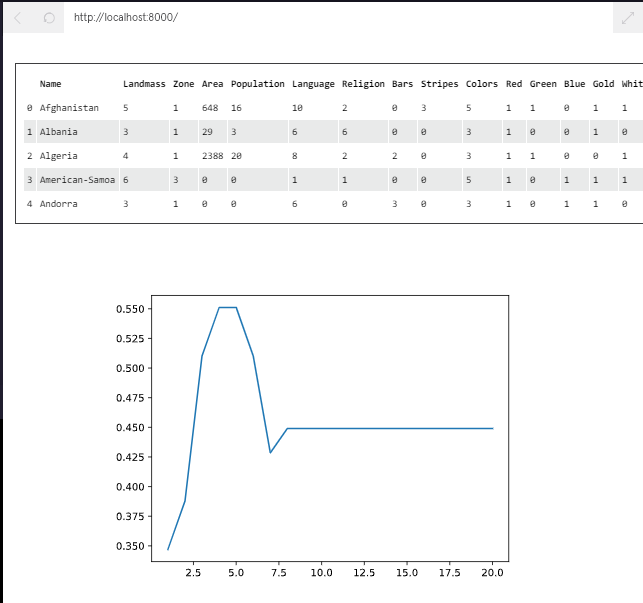 http://localhost:8000/
Name Landmass Zone Area Population Language Religion Bars Stripes Colors Red Green Blue Gold Whit
0 Afghanistan 5 1 648 16 10 2 0 3 5 1 1 0 1 1
1 Albania 3 1 29 3 6 6 0 0 3 1 0 0 1 0
2 Algeria 4 1 2388 20 8 2 2 0 3 1 1 0 0 1
3 American-Samoa 6 3 0 0 1 1 0 0 5 1 0 1 1 1
4 Andorra 3 1 0 0 6 0 3 0 3 1 0 1 1 0
0.550
0.525
0.500
0.475
0.450
0.425
0.400
0.375
0.350
2.5 5.0 7.5 10.0 12.5 15.0 17.5 20.0